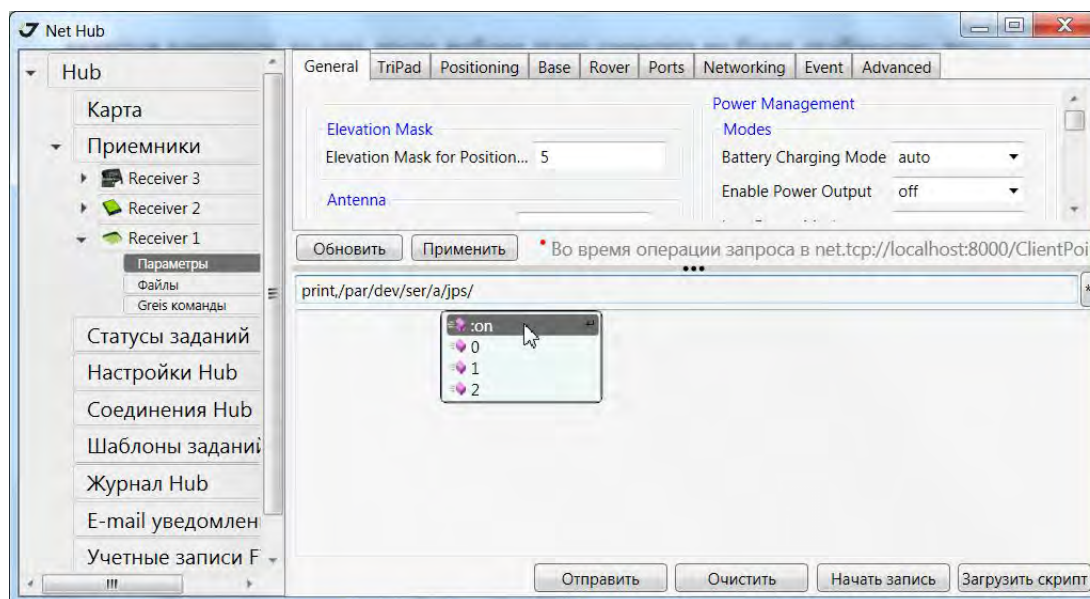 Net Hub
Hub
Карта
Приемники
Receiver 3
Receiver 2
Receiver 1
Параметры
Файлы
Greis команды
Статусы заданий
Настройки Hub
Соединения Hub
Шаблоны заданий
Журнал Hub
E-mail уведомлен
Учетные записи F
General TriPad Positioning Base Rover Ports Networking Event Advanced
Elevation Mask
Elevation Mask for Position... 5
Antenna
Power Management
Modes
Battery Charging Mode auto
Enable Power Output off
Обновить Применить * Во время операции запроса в net.tcp://localhost:8000/ClientPoi
print,/par/dev/ser/a/jps/
:on
0
1
2
Отправить Очистить Начать запись Загрузить скрипт